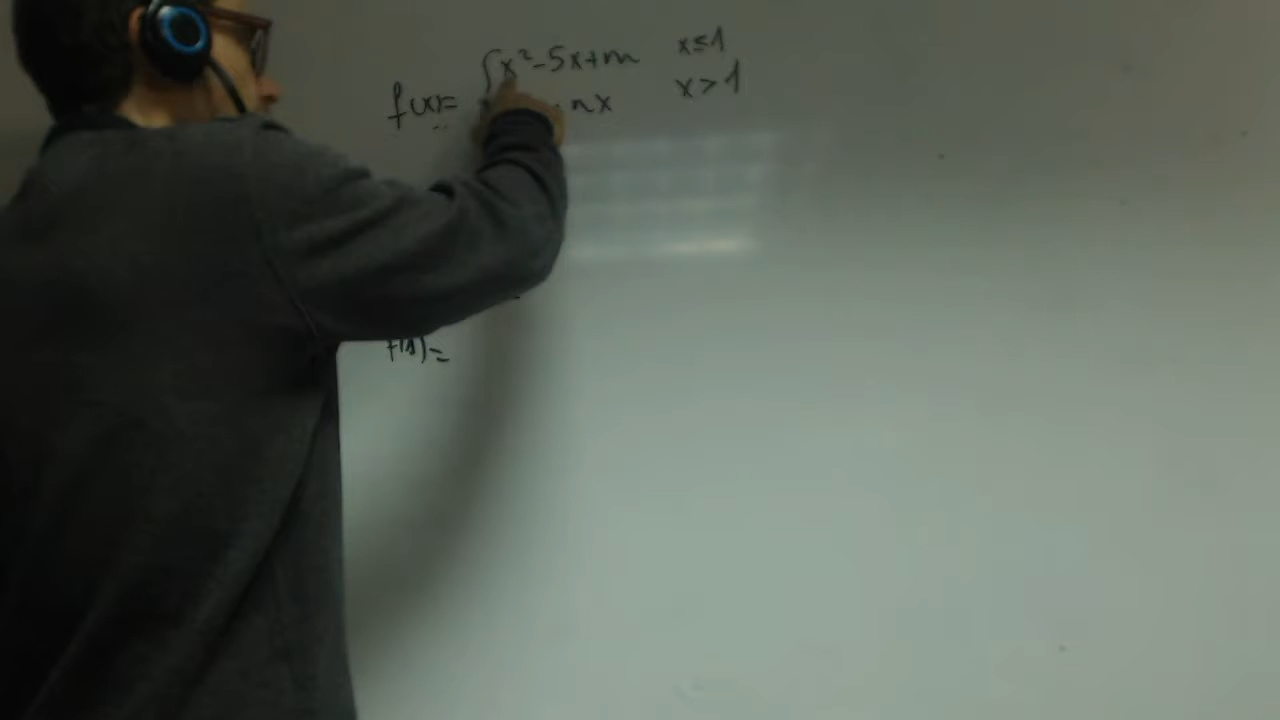 f(x)= { x²-5x+m x≤1
nx x>1
f(1)=